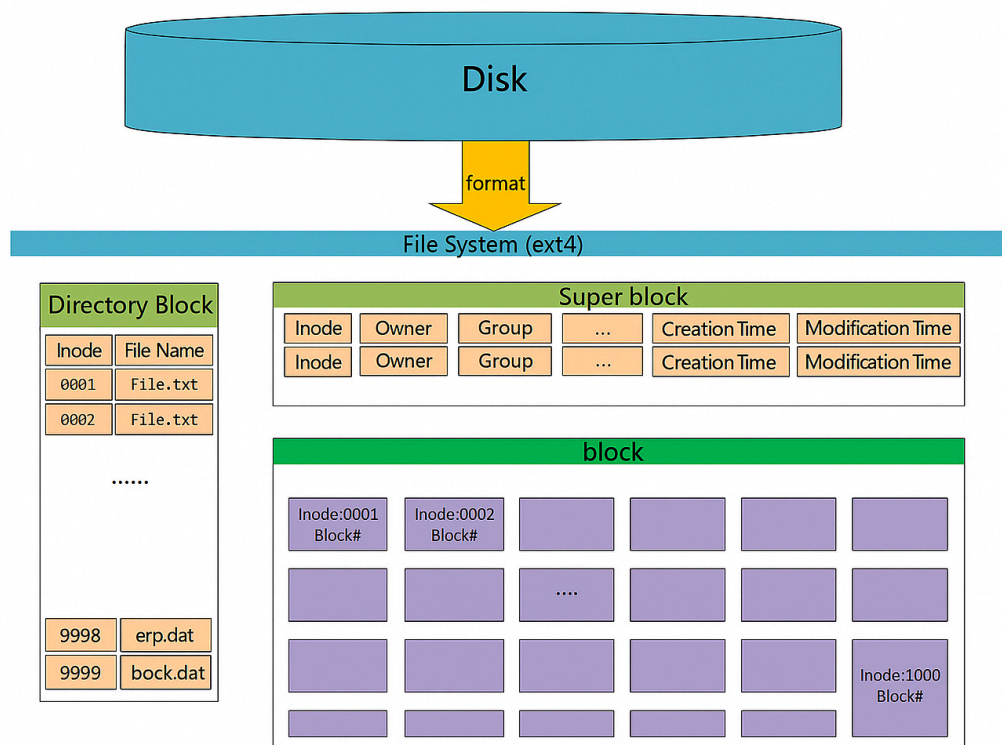 Disk
format
File System (ext4)
Directory Block
Inode File Name
0001 File.txt
0002 File.txt
......
9998 erp.dat
9999 bock.dat
Super block
Inode Owner Group ... Creation Time Modification Time
Inode Owner Group ... Creation Time Modification Time
block
Inode:0001
Block#
Inode:0002
Block#
....
Inode:1000
Block#